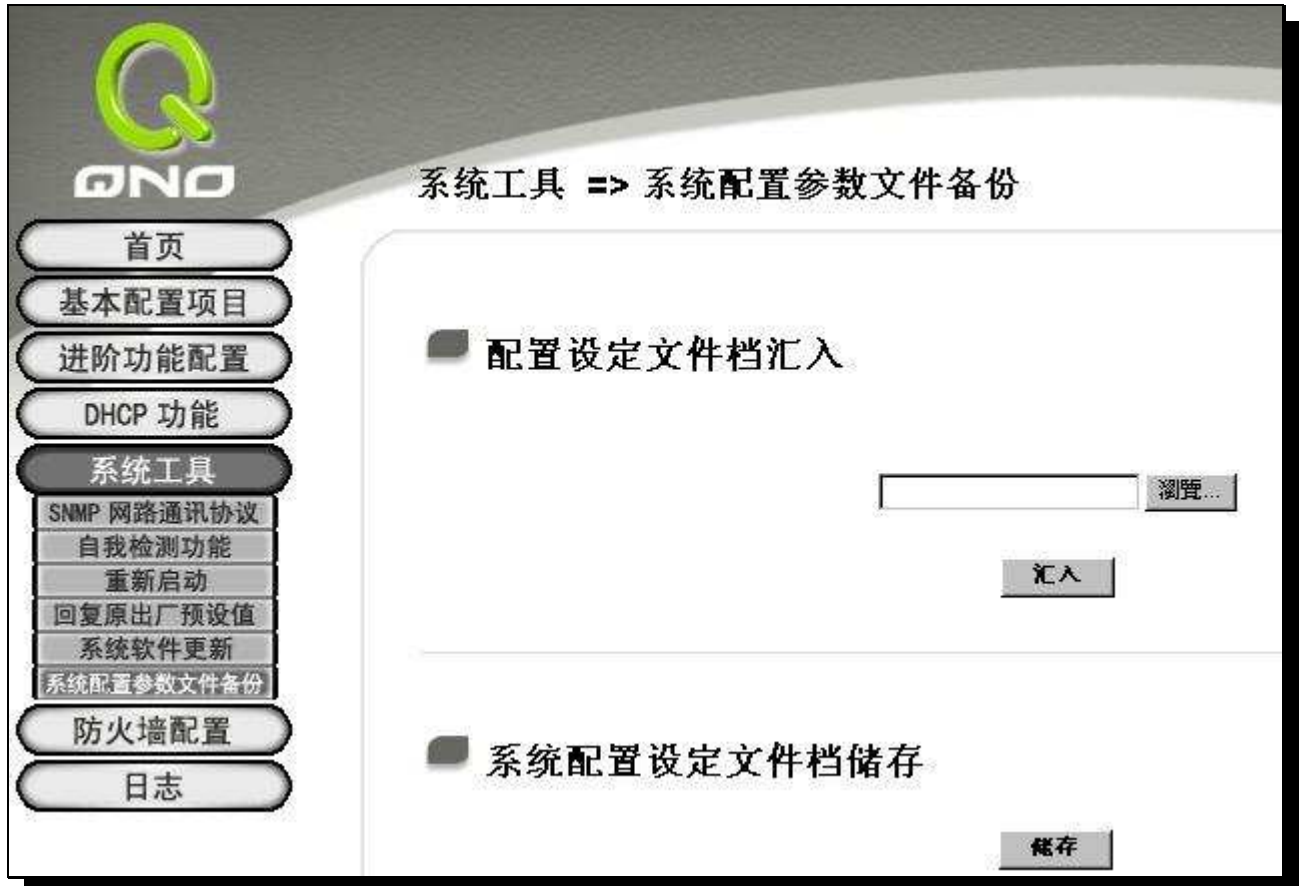 QNO
系统工具 => 系统配置参数文件备份
首页
基本配置项目
进阶功能配置
DHCP 功能
系统工具
SNMP 网路通讯协议
自我检测功能
重新启动
回复原出厂预设值
系统软件更新
系统配置参数文件备份
防火墙配置
日志
配置设定文件档汇入
瀏覽...
汇入
系统配置设定文件档储存
储存